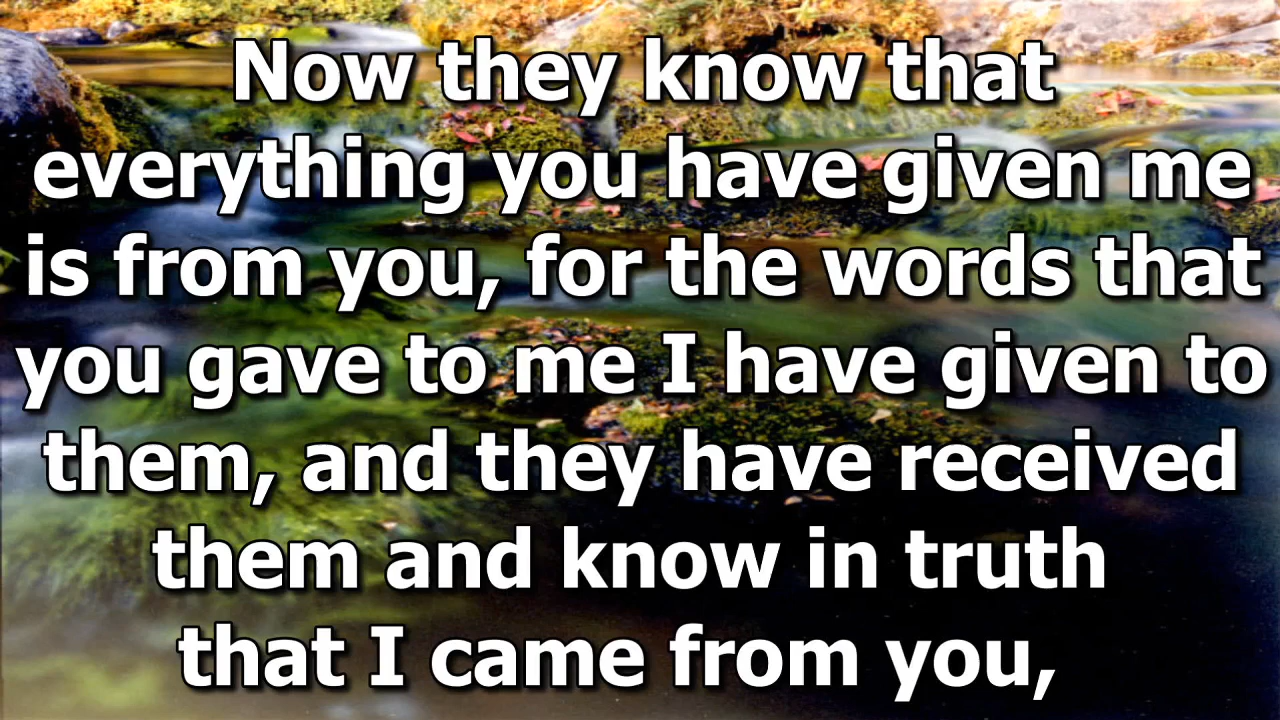 Now they know that
everything you have given me
is from you, for the words that
you gave to me I have given to
them, and they have received
them and know in truth
that I came from you,